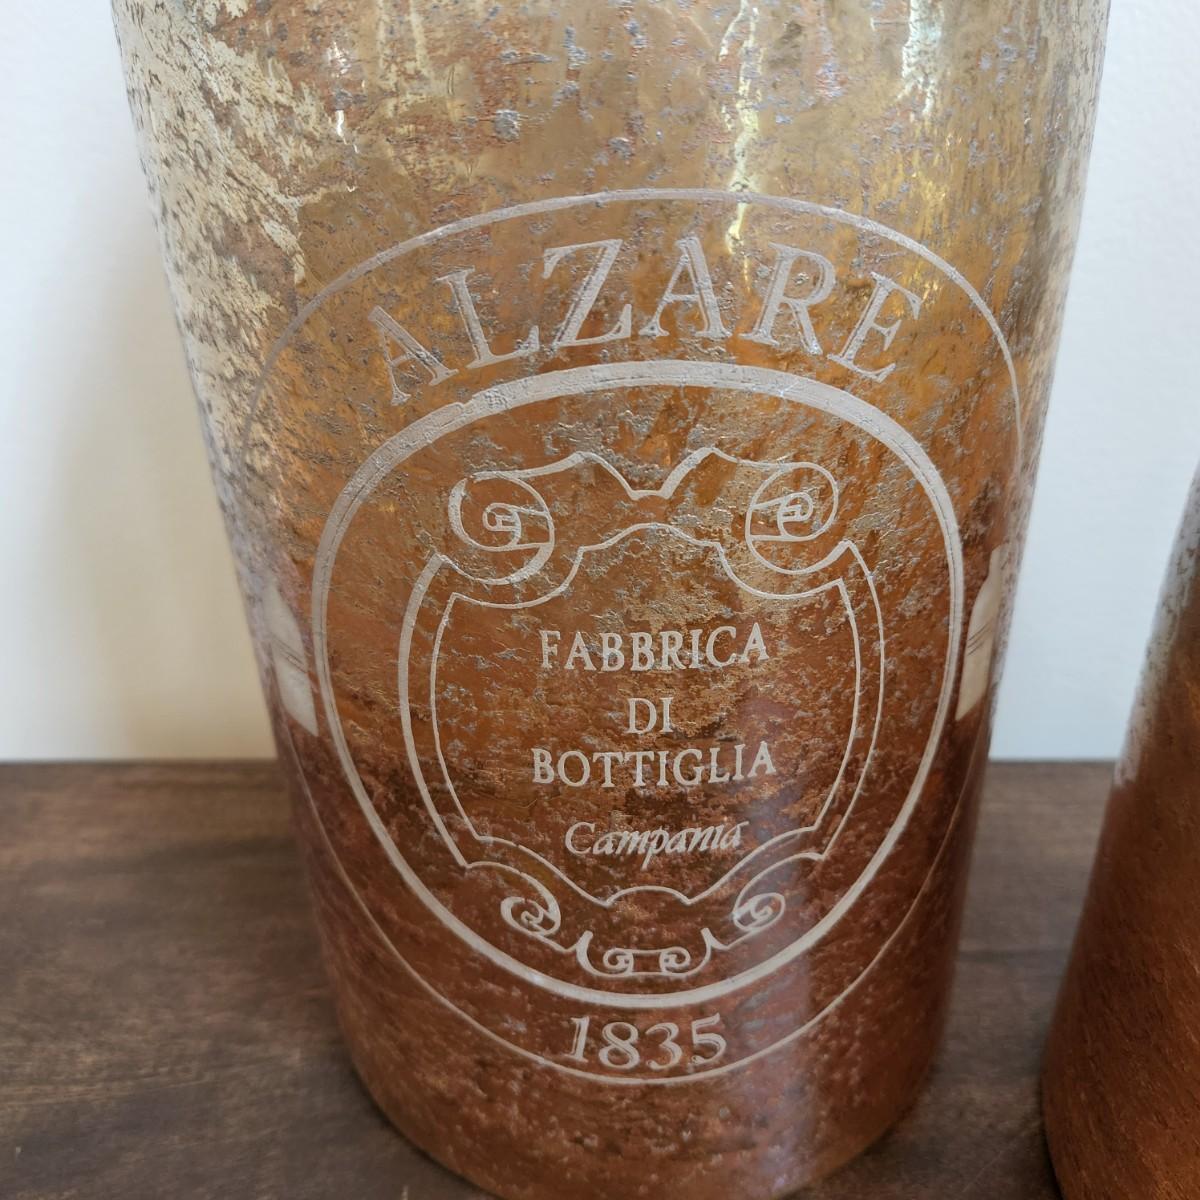 ALZARE
FABBRICA
DI
BOTTIGLIA
Campania
1835